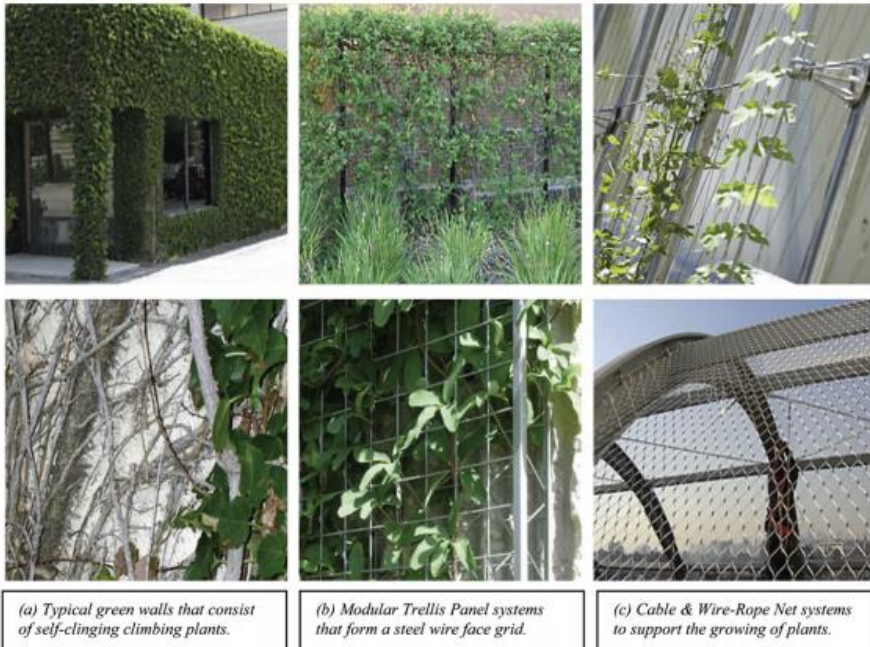 (a) Typical green walls that consist
of self-clinging climbing plants.
(b) Modular Trellis Panel systems
that form a steel wire face grid.
(c) Cable & Wire-Rope Net systems
to support the growing of plants.